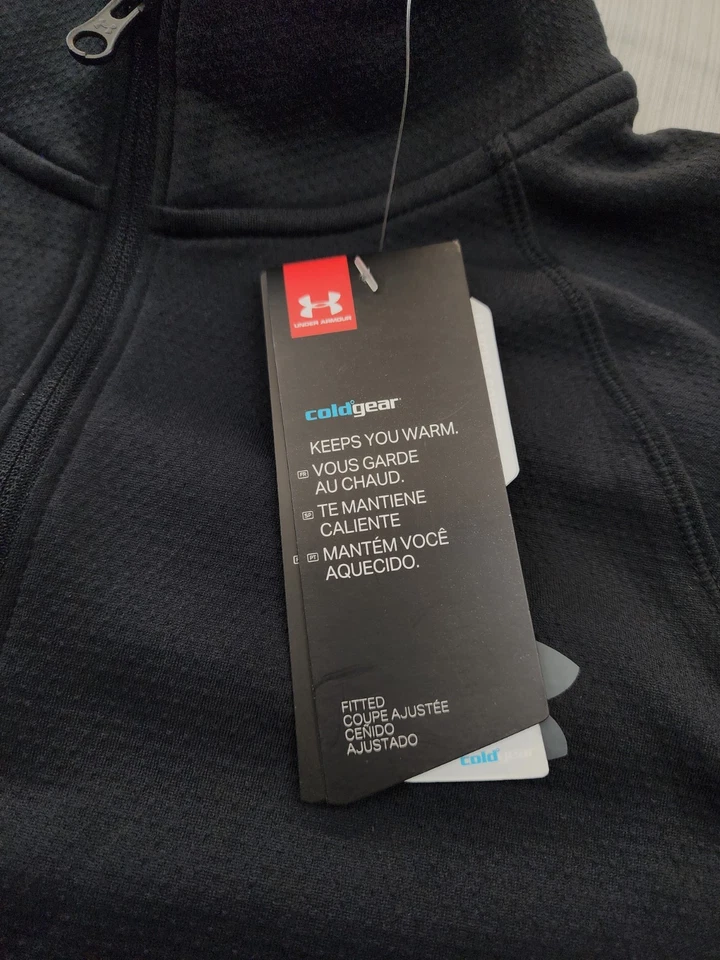 UNDER ARMOUR
coldgear
KEEPS YOU WARM.
FR VOUS GARDE
AU CHAUD.
SP TE MANTIENE
CALIENTE
PT MANTÉM VOCÊ
AQUECIDO.
FITTED
COUPE AJUSTÉE
CEÑIDO
AJUSTADO
coldgear